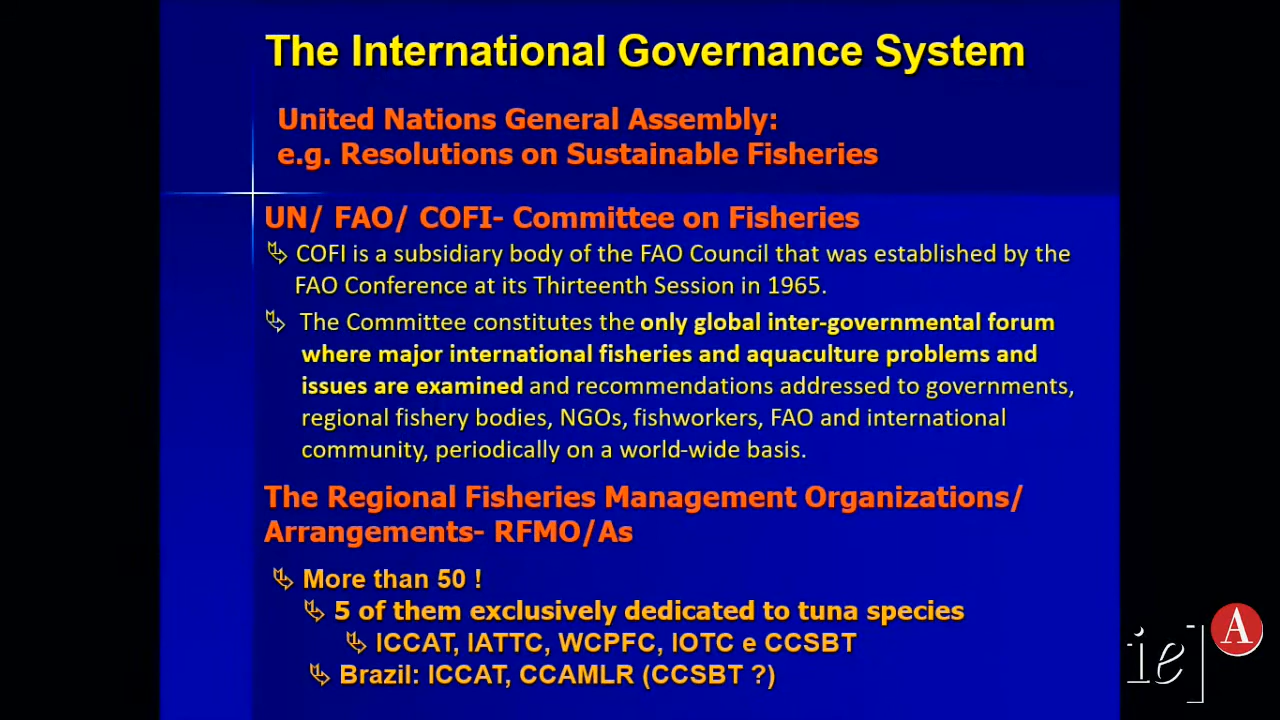 The International Governance System
United Nations General Assembly:
e.g. Resolutions on Sustainable Fisheries
UN/ FAO/ COFI- Committee on Fisheries
COFI is a subsidiary body of the FAO Council that was established by the
FAO Conference at its Thirteenth Session in 1965.
The Committee constitutes the only global inter-governmental forum
where major international fisheries and aquaculture problems and
issues are examined and recommendations addressed to governments,
regional fishery bodies, NGOs, fishworkers, FAO and international
community, periodically on a world-wide basis.
The Regional Fisheries Management Organizations/
Arrangements- RFMO/As
More than 50 !
5 of them exclusively dedicated to tuna species
ICCAT, IATTC, WCPFC, IOTC e CCSBT
Brazil: ICCAT, CCAMLR (CCSBT ?)
ie]
A